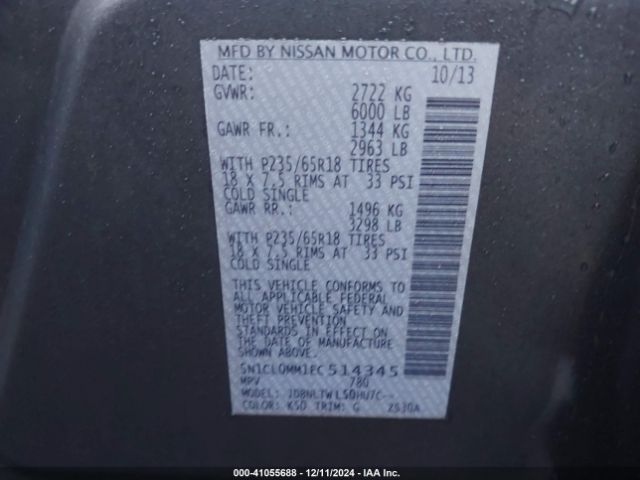 MFD BY NISSAN MOTOR CO., LTD.
DATE: 10/13
GVWR: 2722 KG
6000 LB
GAWR FR.: 1344 KG
2963 LB
WITH P235/65R18 TIRES
18 X 7.5 RIMS AT 33 PSI
COLD SINGLE
GAWR RR.: 1496 KG
3298 LB
WITH P235/65R18 TIRES
18 X 7.5 RIMS AT 33 PSI
COLD SINGLE
THIS VEHICLE CONFORMS TO
ALL APPLICABLE FEDERAL
MOTOR VEHICLE SAFETY AND
THEFT PREVENTION
STANDARDS IN EFFECT ON
THE DATE OF MANUFACTURE
SHOWN ABOVE.
5N1CL0MM1EC514345
MPV 780
MODEL: JDBNLTWL50HU7C--
COLOR: K5D TRIM: G 2530A
000-41055688 - 12/11/2024 - IAA Inc.